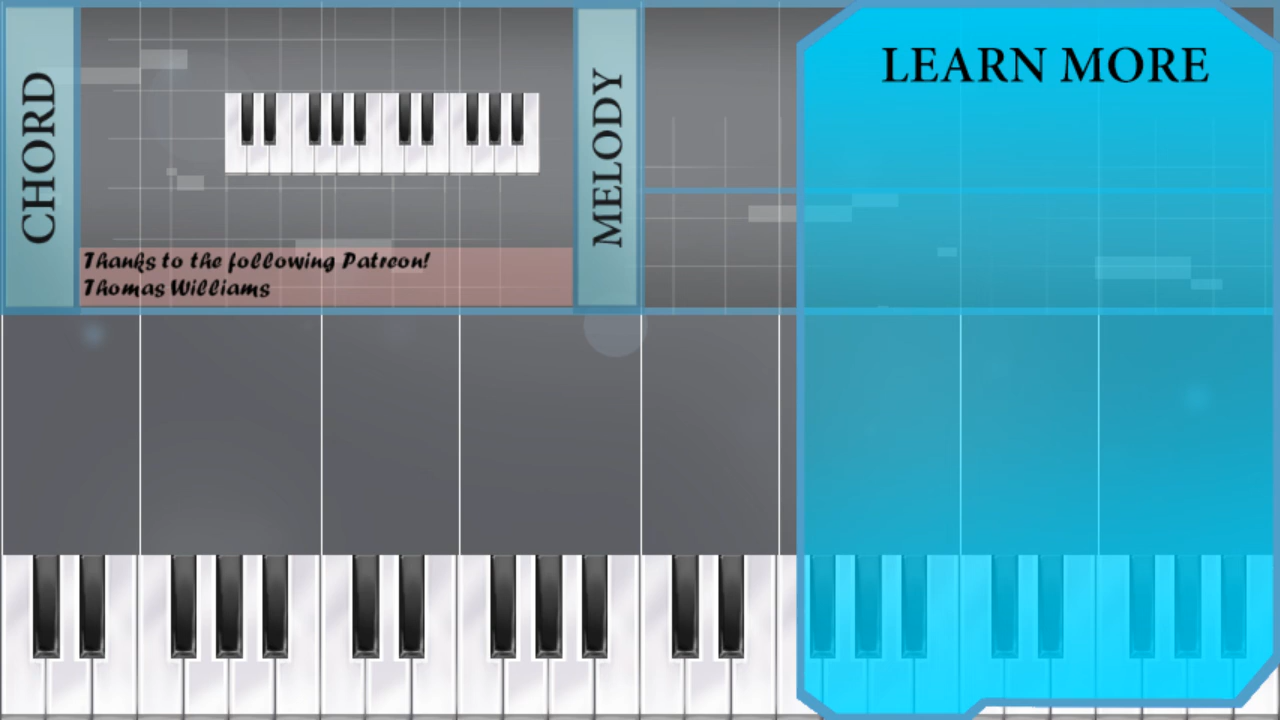 CHORD
Thanks to the following Patreon!
Thomas Williams
MELODY
LEARN MORE